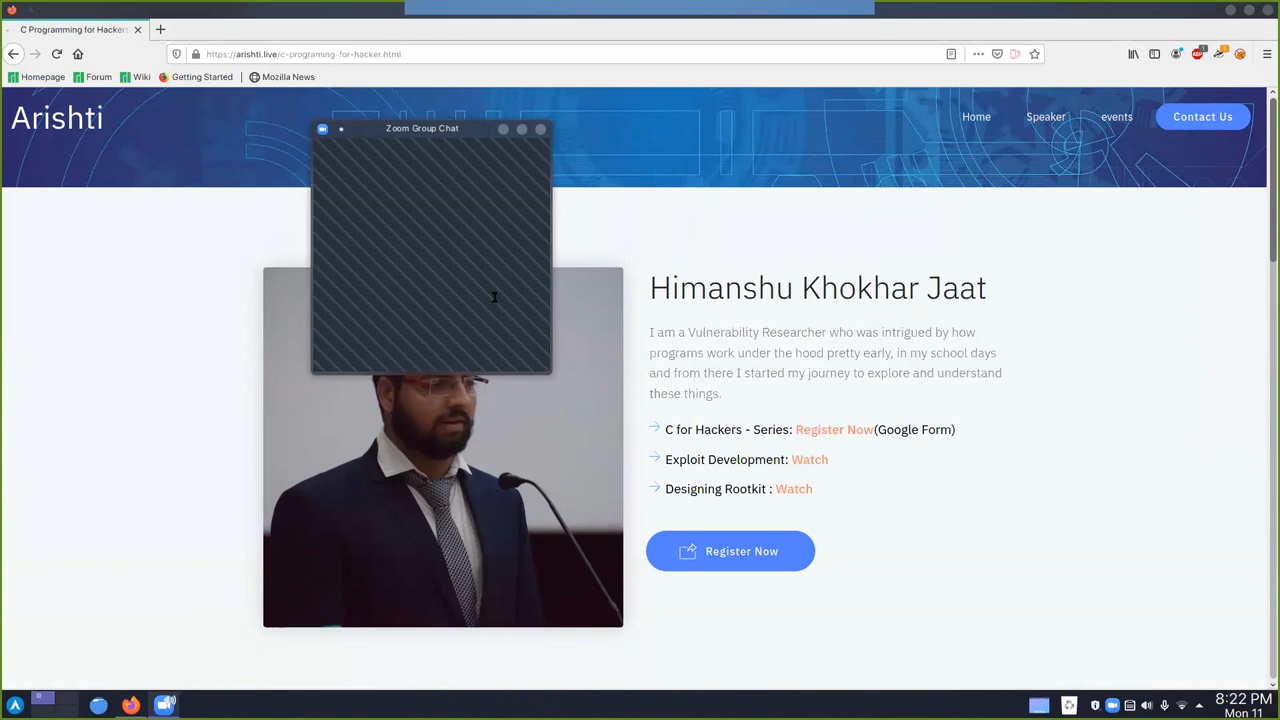 C Programming for Hackers
https://arishti.live/c-programing-for-hacker.html
Homepage
Forum
Wiki
Getting Started
Mozilla News
Arishti
Home
Speaker
events
Contact Us
Zoom Group Chat
Himanshu Khokhar Jaat
I am a Vulnerability Researcher who was intrigued by how
programs work under the hood pretty early, in my school days
and from there I started my journey to explore and understand
these things.
C for Hackers - Series: Register Now(Google Form)
Exploit Development: Watch
Designing Rootkit : Watch
Register Now
8:22 PM
Mon 11